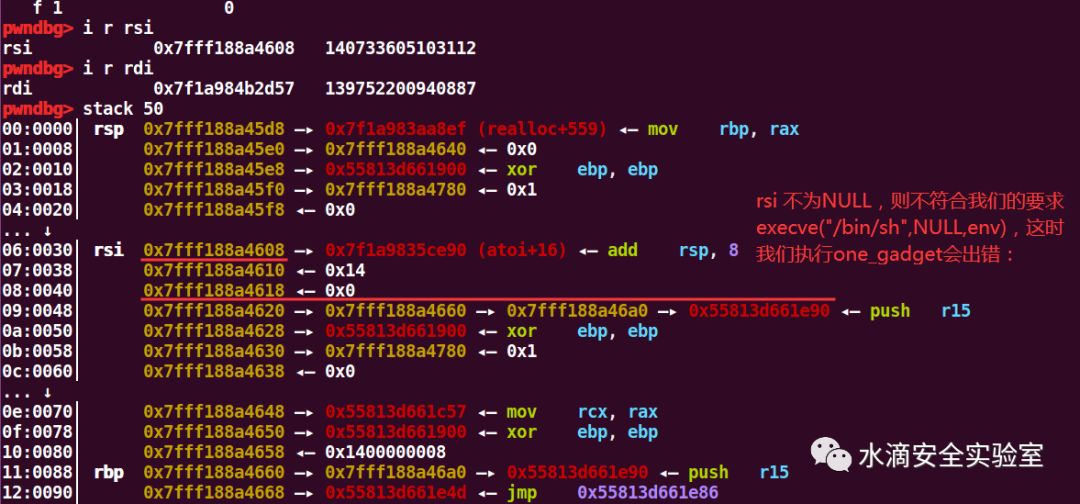 f 1 0
pwndbg> i r rsi
rsi 0x7fff188a4608 140733605103112
pwndbg> i r rdi
rdi 0x7f1a984b2d57 139752200940887
pwndbg> stack 50
00:0000│ rsp 0x7fff188a45d8 —▸ 0x7f1a983aa8ef (realloc+559) ◂— mov rbp, rax
01:0008│ 0x7fff188a45e0 —▸ 0x7fff188a4640 ◂— 0x0
02:0010│ 0x7fff188a45e8 —▸ 0x55813d661900 ◂— xor ebp, ebp
03:0018│ 0x7fff188a45f0 —▸ 0x7fff188a4780 ◂— 0x1
04:0020│ 0x7fff188a45f8 ◂— 0x0
... ↓
06:0030│ rsi 0x7fff188a4608 —▸ 0x7f1a9835ce90 (atoi+16) ◂— add rsp, 8
07:0038│ 0x7fff188a4610 ◂— 0x14
08:0040│ 0x7fff188a4618 ◂— 0x0
09:0048│ 0x7fff188a4620 —▸ 0x7fff188a4660 —▸ 0x7fff188a46a0 —▸ 0x55813d661e90 ◂— push r15
0a:0050│ 0x7fff188a4628 —▸ 0x55813d661900 ◂— xor ebp, ebp
0b:0058│ 0x7fff188a4630 —▸ 0x7fff188a4780 ◂— 0x1
0c:0060│ 0x7fff188a4638 ◂— 0x0
... ↓
0e:0070│ 0x7fff188a4648 —▸ 0x55813d661c57 ◂— mov rcx, rax
0f:0078│ 0x7fff188a4650 —▸ 0x55813d661900 ◂— xor ebp, ebp
10:0080│ 0x7fff188a4658 ◂— 0x1400000008
11:0088│ rbp 0x7fff188a4660 —▸ 0x7fff188a46a0 —▸ 0x55813d661e90 ◂— push r15
12:0090│ 0x7fff188a4668 —▸ 0x55813d661e4d ◂— jmp 0x55813d661e86
rsi 不为NULL，则不符合我们的要求
execve("/bin/sh",NULL,env)，这时
我们执行one_gadget会出错：
水滴安全实验室